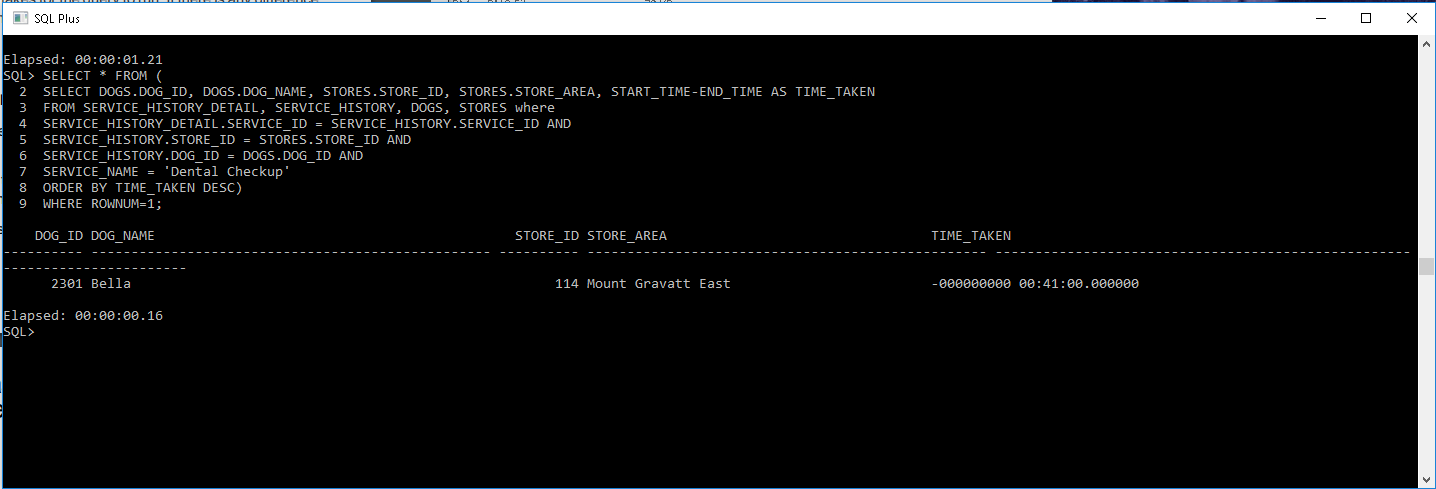 SQL Plus
Elapsed: 00:00:01.21
SQL> SELECT * FROM (
2 SELECT DOGS.DOG_ID, DOGS.DOG_NAME, STORES.STORE_ID, STORES.STORE_AREA, START_TIME-END_TIME AS TIME_TAKEN
3 FROM SERVICE_HISTORY_DETAIL, SERVICE_HISTORY, DOGS, STORES where
4 SERVICE_HISTORY_DETAIL.SERVICE_ID = SERVICE_HISTORY.SERVICE_ID AND
5 SERVICE_HISTORY.STORE_ID = STORES.STORE_ID AND
6 SERVICE_HISTORY.DOG_ID = DOGS.DOG_ID AND
7 SERVICE_NAME = 'Dental Checkup'
8 ORDER BY TIME_TAKEN DESC)
9 WHERE ROWNUM=1;
DOG_ID DOG_NAME STORE_ID STORE_AREA TIME_TAKEN
---------- -------------------------------------------------- ---------- -------------------------------------------------- ----------------------------------------------------
-----------------------
2301 Bella 114 Mount Gravatt East -000000000 00:41:00.000000
Elapsed: 00:00:00.16
SQL>